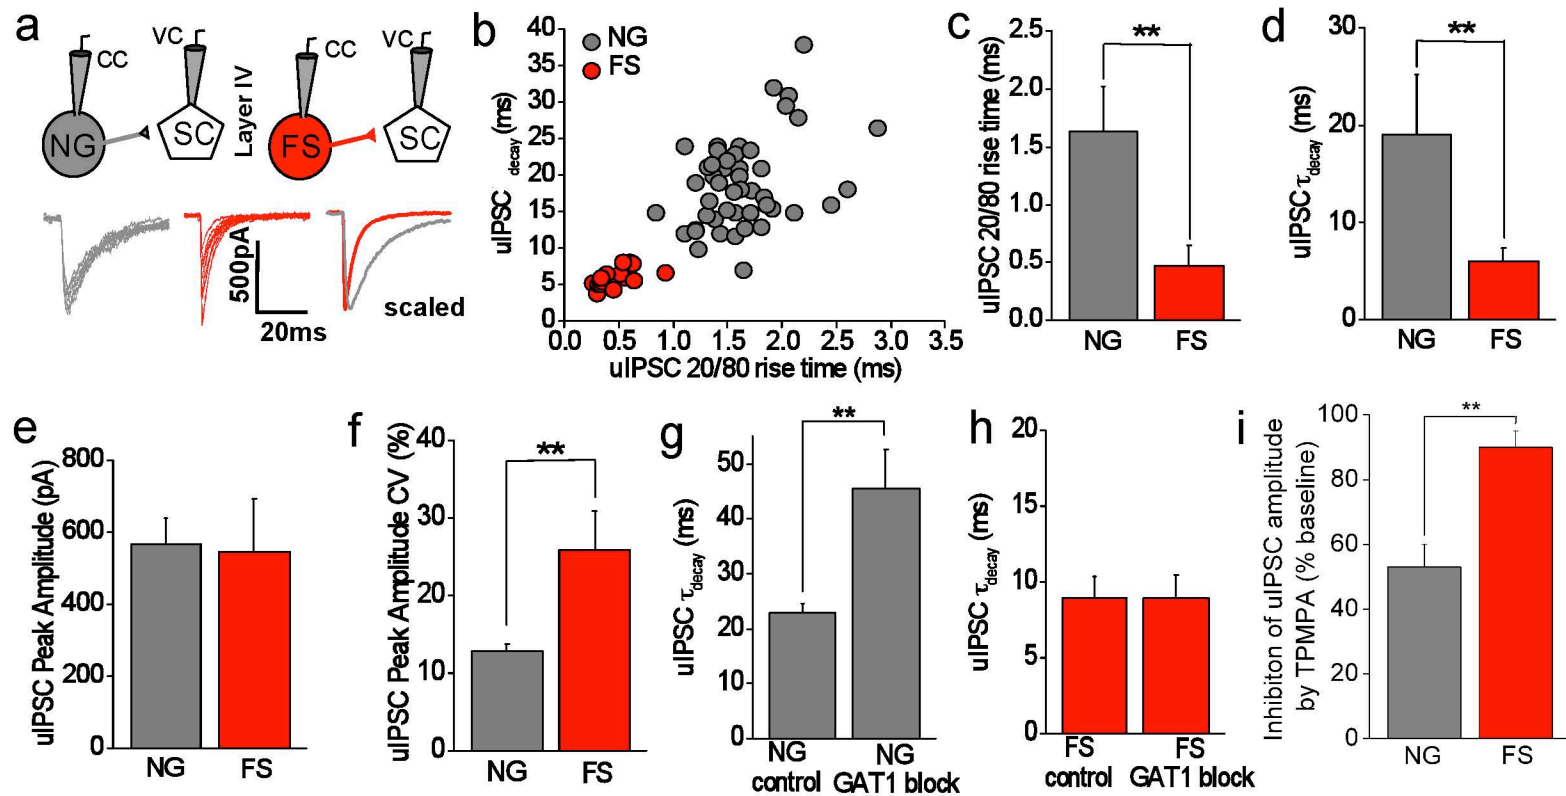 a
CC
VC
CC
VC
NG
SC
Layer IV
FS
SC
500pA
20ms
scaled
b
NG
FS
uIPSC decay (ms)
40
35
30
25
20
15
10
5
0
0.0
0.5
1.0
1.5
2.0
2.5
3.0
3.5
uIPSC 20/80 rise time (ms)
c
**
uIPSC 20/80 rise time (ms)
2.5
2.0
1.5
1.0
0.5
0.0
NG
FS
d
**
uIPSC τdecay (ms)
30
20
10
0
NG
FS
e
uIPSC Peak Amplitude (pA)
800
600
400
200
0
NG
FS
f
**
uIPSC Peak Amplitude CV (%)
40
30
20
10
0
NG
FS
g
**
uIPSC τdecay (ms)
50
40
30
20
10
0
NG
control
NG
GAT1 block
h
uIPSC τdecay (ms)
20
15
10
5
0
FS
control
FS
GAT1 block
i
**
Inhibiton of uIPSC amplitude
by TPMPA (% baseline)
100
80
60
40
20
0
NG
FS